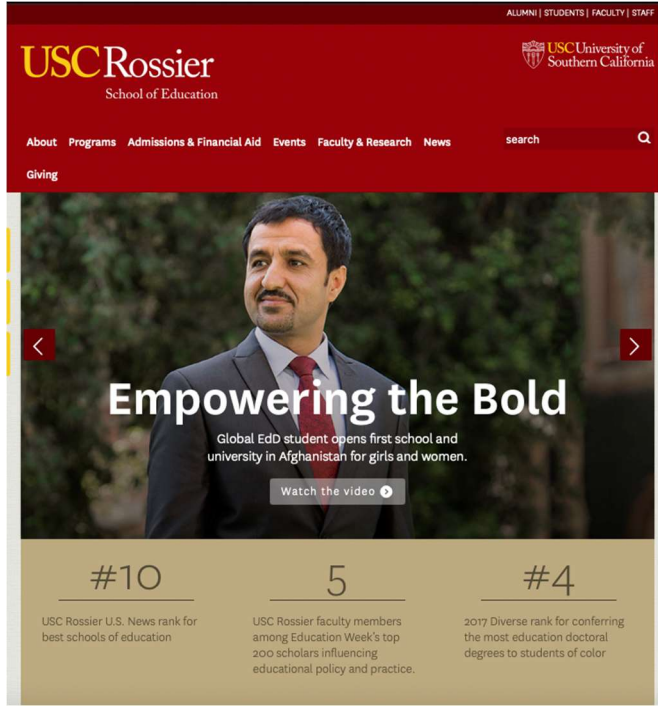 ALUMNI | STUDENTS | FACULTY | STAFF
USC Rossier
School of Education
USC University of
Southern California
About Programs Admissions & Financial Aid Events Faculty & Research News
Giving
search
Empowering the Bold
Global EdD student opens first school and
university in Afghanistan for girls and women.
Watch the video
#10
USC Rossier U.S. News rank for
best schools of education
5
USC Rossier faculty members
among Education Week's top
200 scholars influencing
educational policy and practice.
#4
2017 Diverse rank for conferring
the most education doctoral
degrees to students of color